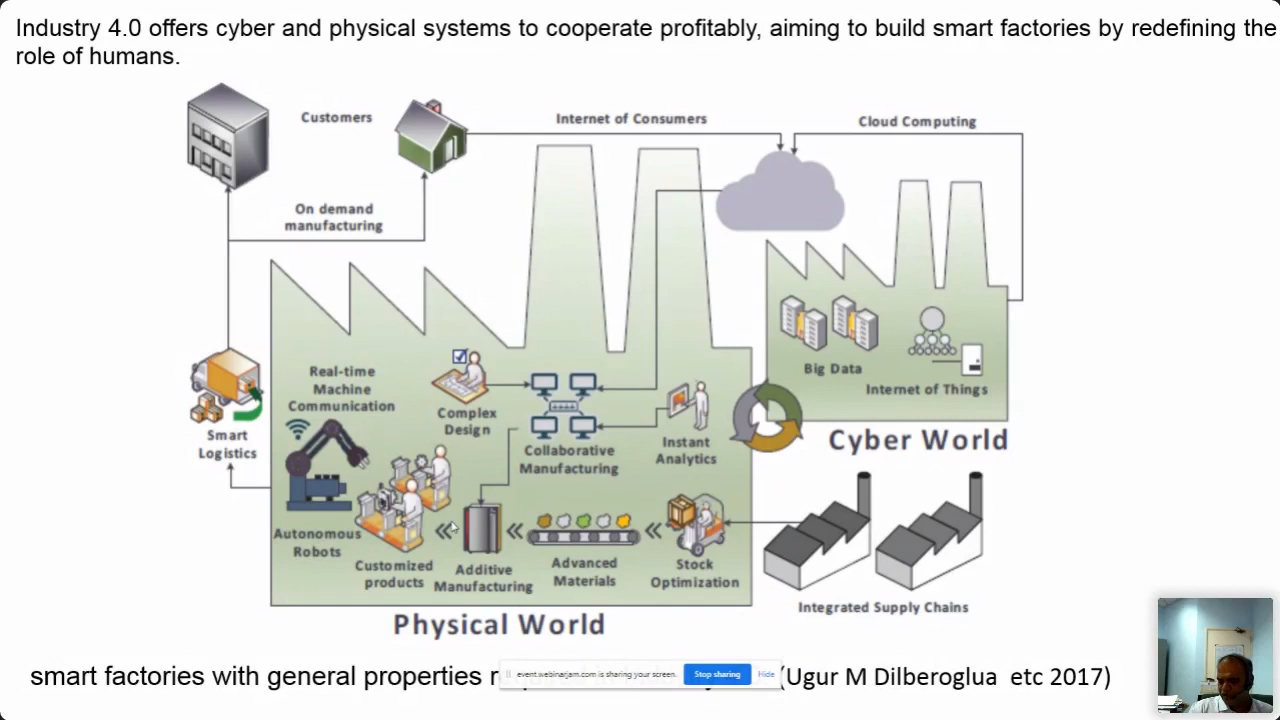 Industry 4.0 offers cyber and physical systems to cooperate profitably, aiming to build smart factories by redefining the
role of humans.
Customers
Internet of Consumers
Cloud Computing
On demand
manufacturing
Big Data
Internet of Things
Cyber World
Real-time
Machine
Communication
Complex
Design
Collaborative
Manufacturing
Instant
Analytics
Smart
Logistics
Autonomous
Robots
Customized
products
Additive
Manufacturing
Advanced
Materials
Stock
Optimization
Integrated Supply Chains
Physical World
smart factories with general properties
(Ugur M Dilberoglua etc 2017)
event.webinarjam.com is sharing your screen.
Stop sharing
Hide